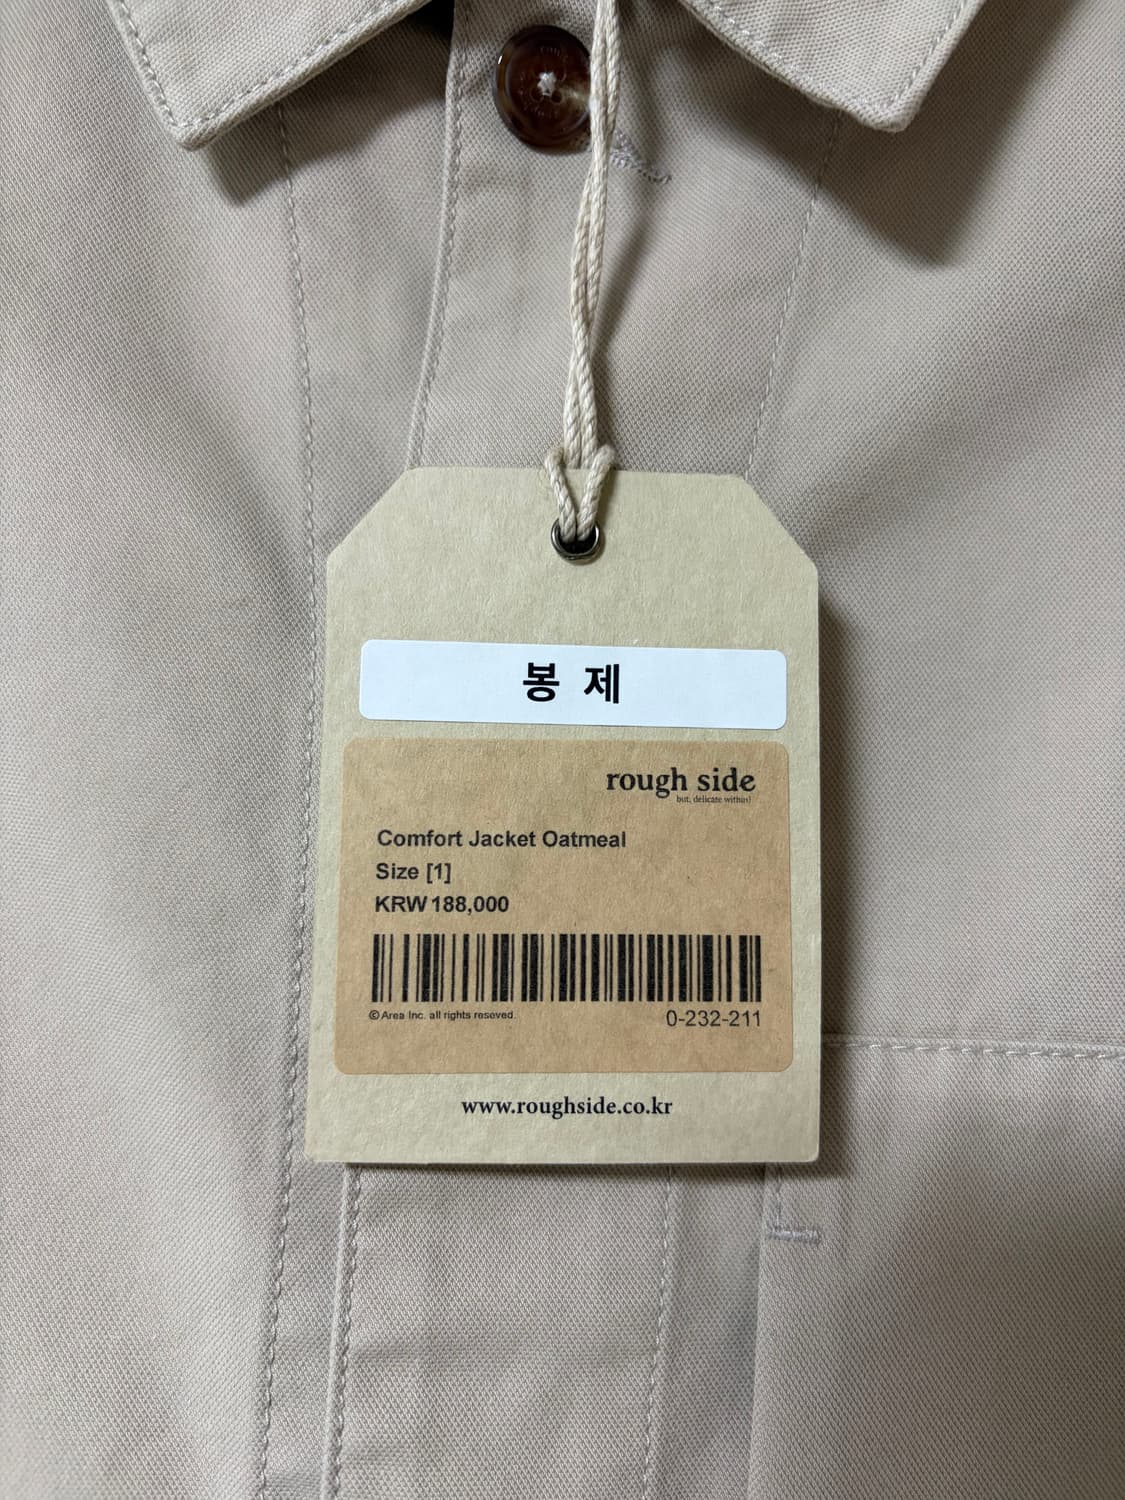 봉 제
rough side
but, delicate within!
Comfort Jacket Oatmeal
Size [1]
KRW 188,000
© Area Inc. all rights resoved.
0-232-211
www.roughside.co.kr